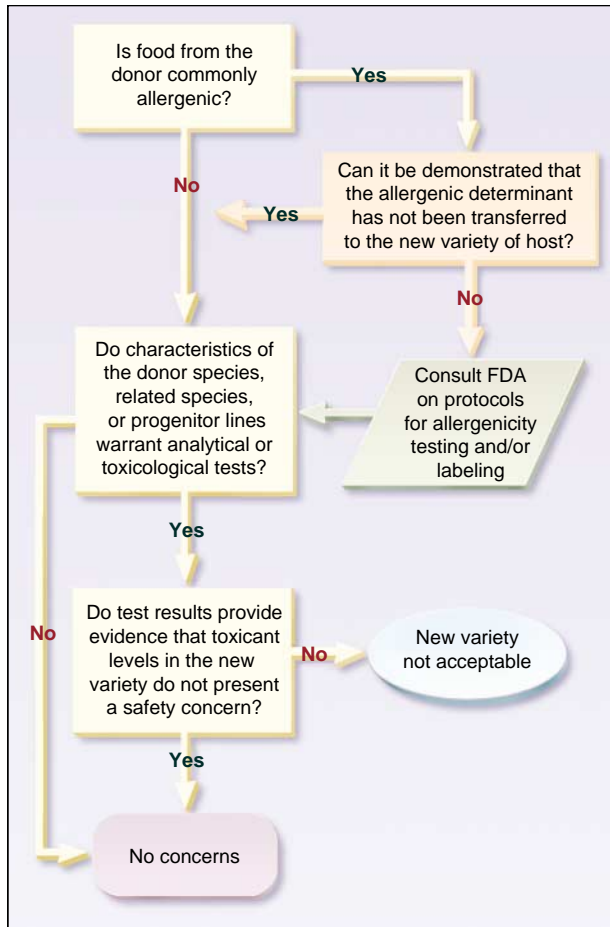 Is food from the
donor commonly
allergenic?
Yes
No
Can it be demonstrated that
the allergenic determinant
has not been transferred
to the new variety of host?
Yes
No
Do characteristics of
the donor species,
related species,
or progenitor lines
warrant analytical or
toxicological tests?
Consult FDA
on protocols
for allergenicity
testing and/or
labeling
Yes
No
Do test results provide
evidence that toxicant
levels in the new
variety do not present
a safety concern?
No
New variety
not acceptable
Yes
No concerns